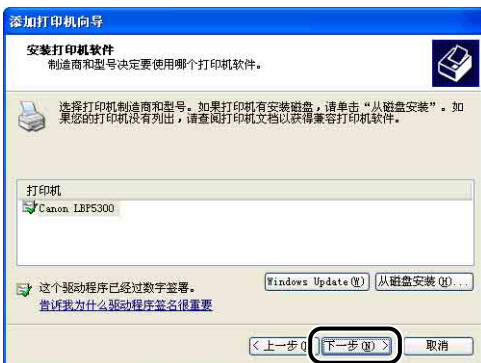 添加打印机向导
安装打印机软件
制造商和型号决定要使用哪个打印机软件。
选择打印机制造商和型号。如果打印机有安装磁盘，请单击“从磁盘安装”。如
果您的打印机没有列出，请查阅打印机文档以获得兼容打印机软件。
打印机
Canon LBP5300
这个驱动程序已经过数字签署。
告诉我为什么驱动程序签名很重要
Windows Update(W) 从磁盘安装(H)...
< 上一步 下一步(N) > 取消